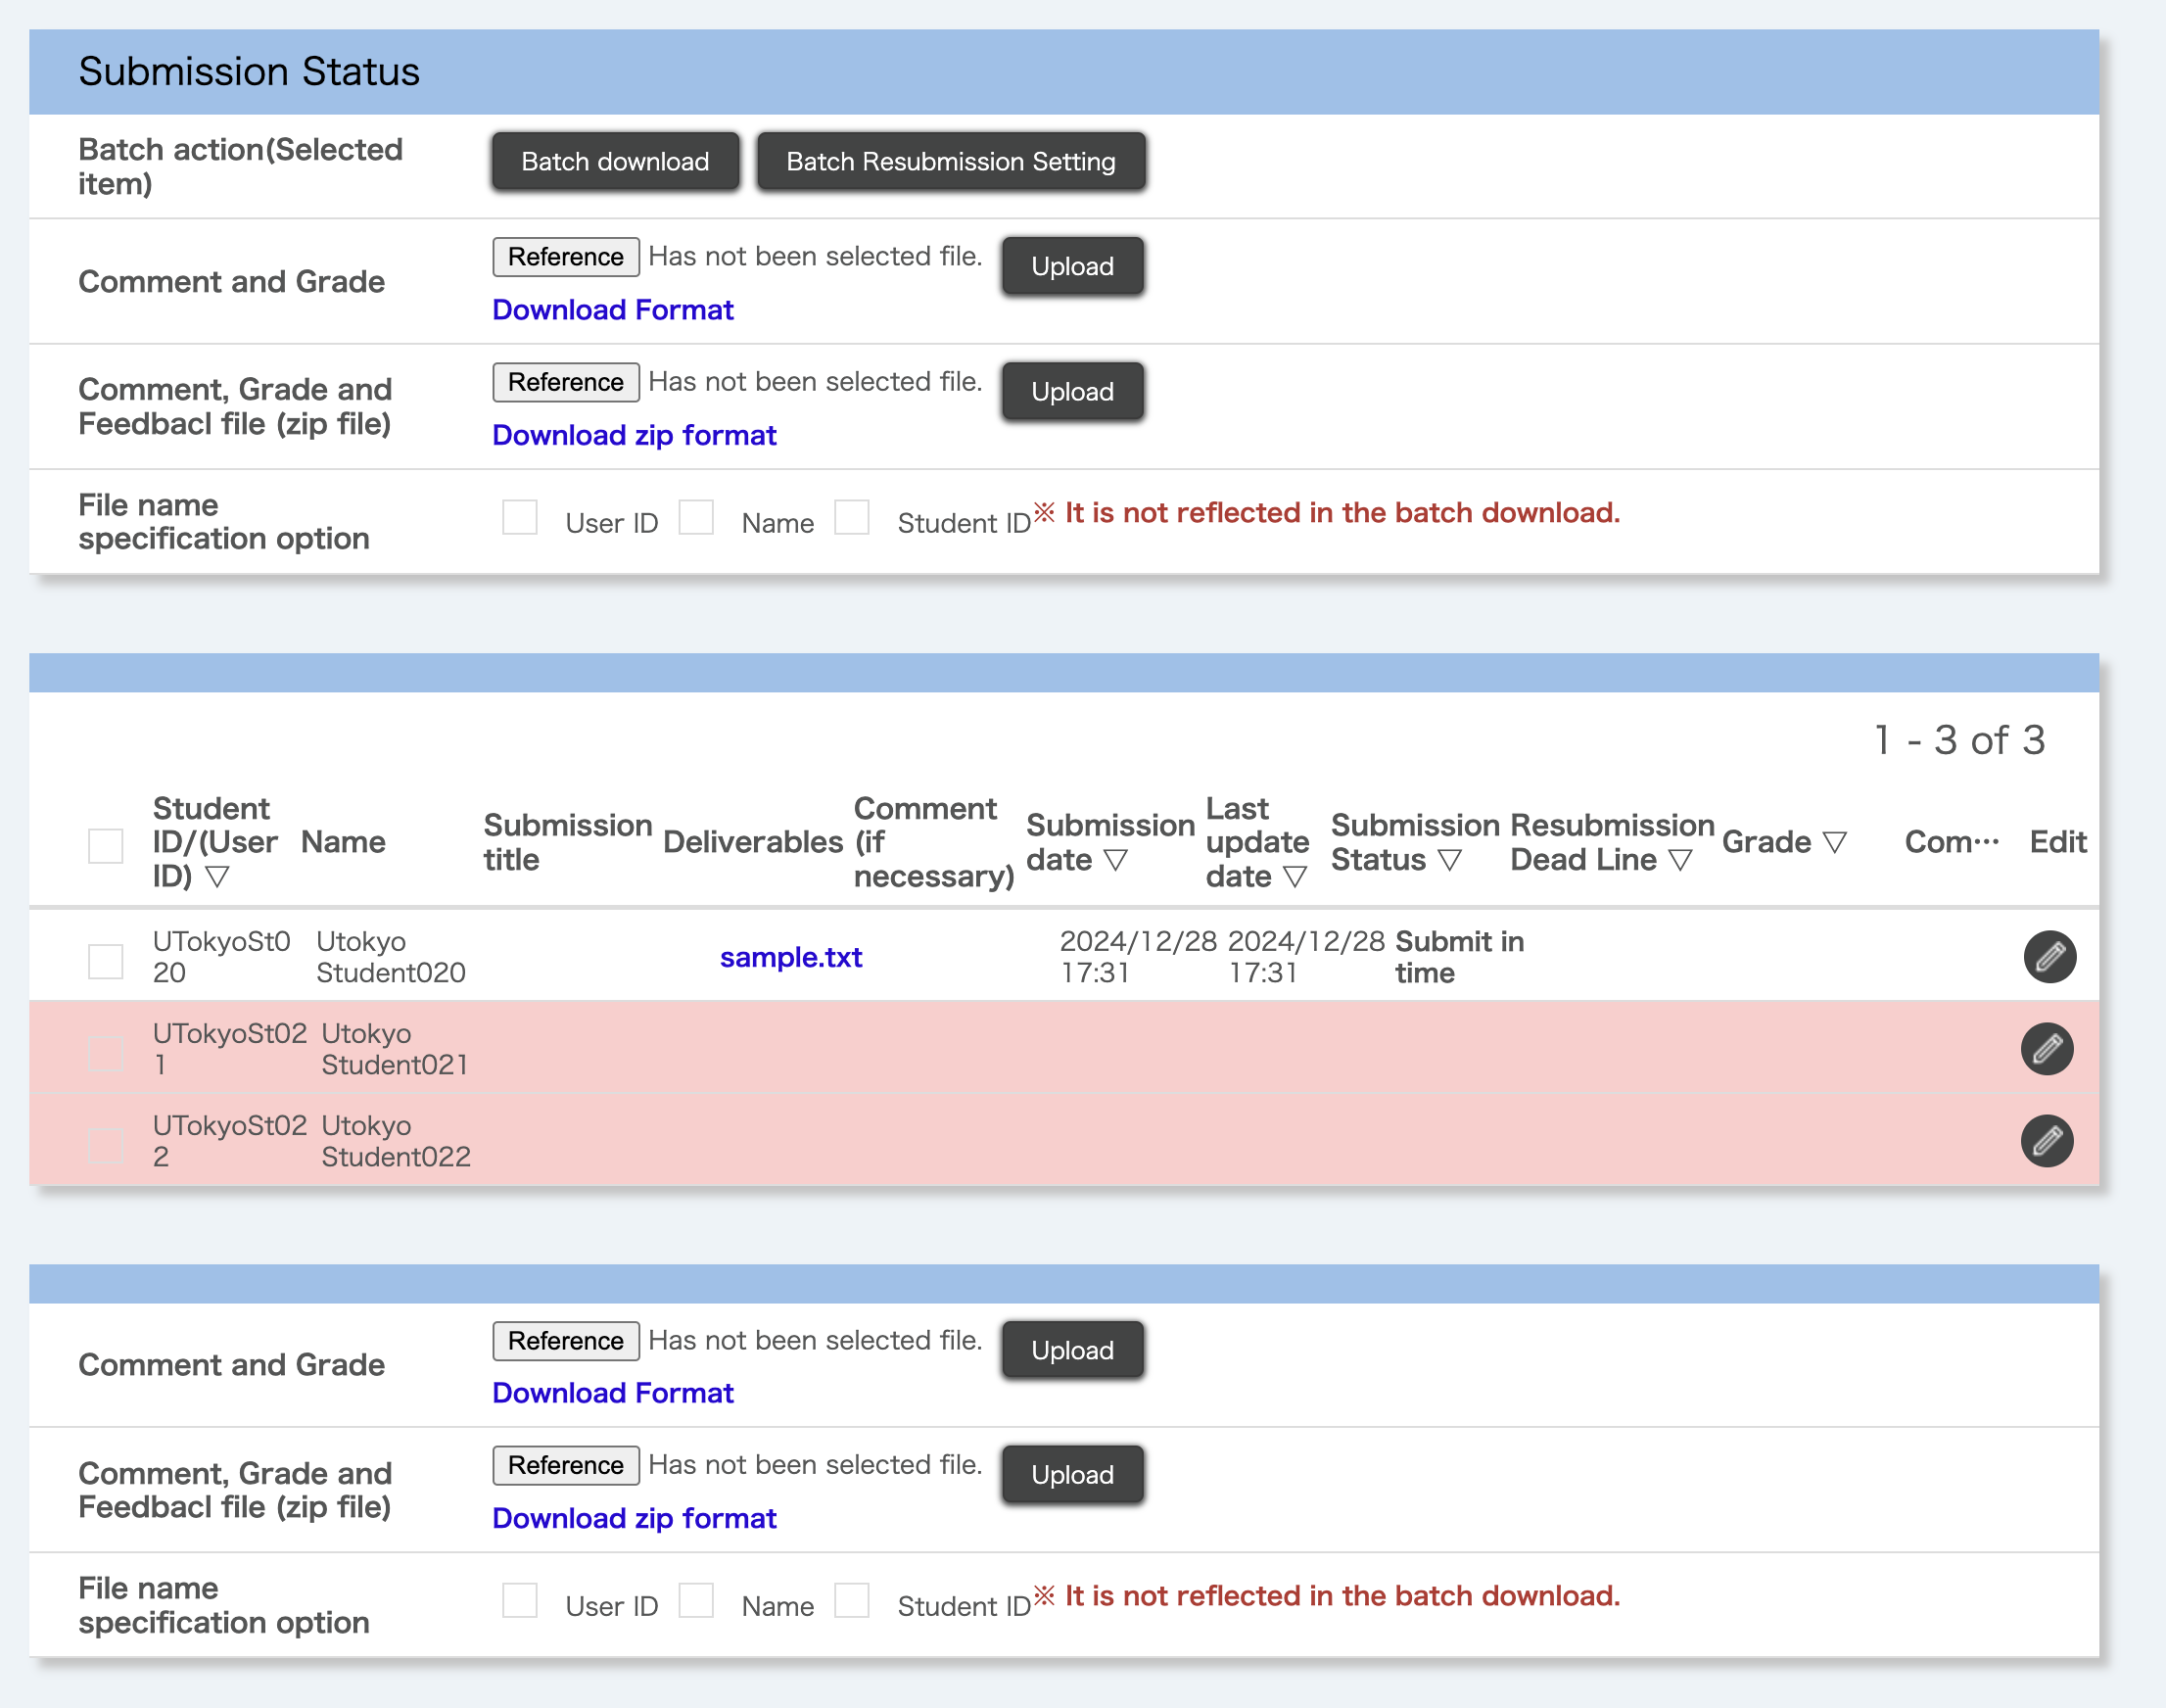 Submission Status
Batch action(Selected
item)
Batch download
Batch Resubmission Setting
Comment and Grade
Reference Has not been selected file.
Upload
Download Format
Comment, Grade and
Feedbacl file (zip file)
Reference Has not been selected file.
Upload
Download zip format
File name
specification option
User ID
Name
Student ID
※ It is not reflected in the batch download.
1 - 3 of 3
Student
ID/(User
ID) ▽
Name
Submission
title
Deliverables
Comment
(if
necessary)
Submission
date ▽
Last
update
date ▽
Submission
Status ▽
Resubmission
Dead Line ▽
Grade ▽
Com…
Edit
UTokyoSt0
20
Utokyo
Student020
sample.txt
2024/12/28
17:31
2024/12/28
17:31
Submit in
time
UTokyoSt02
1
Utokyo
Student021
UTokyoSt02
2
Utokyo
Student022
Comment and Grade
Reference Has not been selected file.
Upload
Download Format
Comment, Grade and
Feedbacl file (zip file)
Reference Has not been selected file.
Upload
Download zip format
File name
specification option
User ID
Name
Student ID
※ It is not reflected in the batch download.